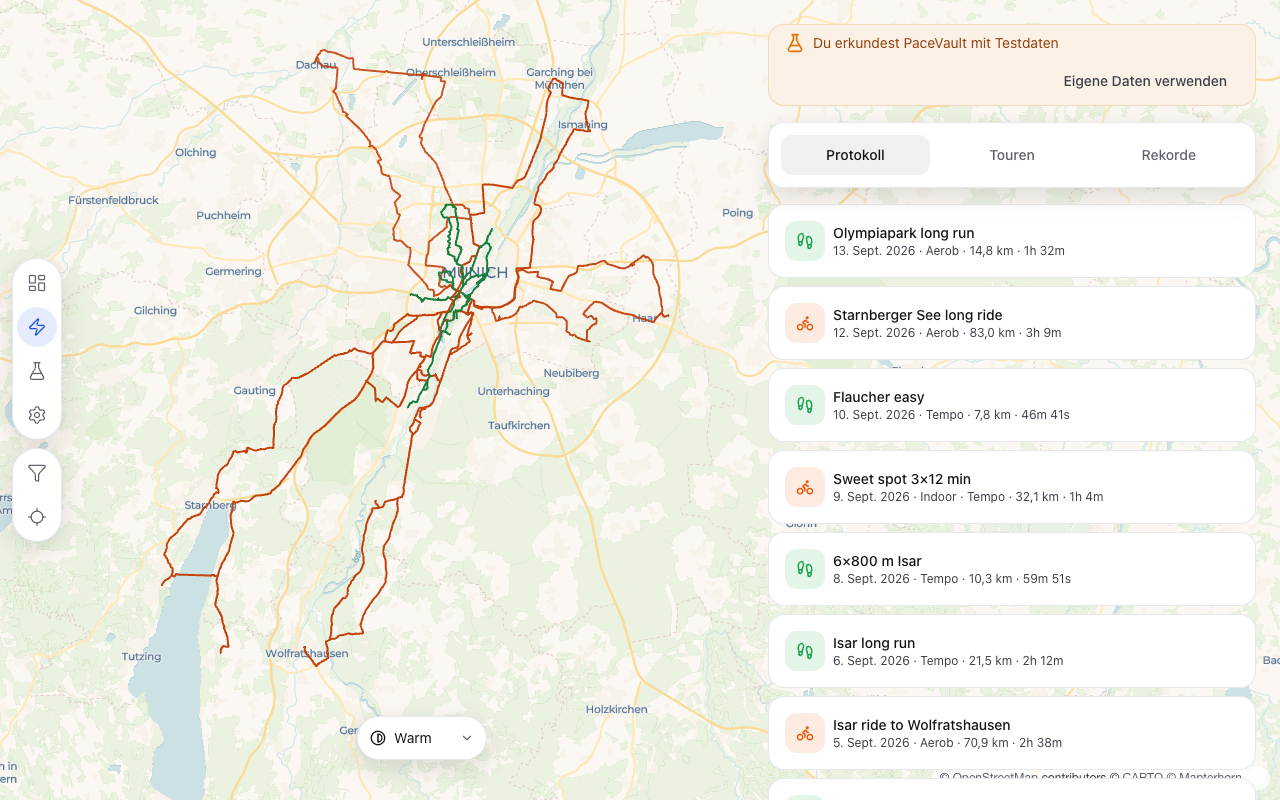 Unterschleißheim
Dachau
Oberschleißheim
Garching bei
München
Ismaning
Olching
Fürstenfeldbruck
Puchheim
Poing
Germering
MUNICH
Gilching
Haar
Neubiberg
Gauting
Unterhaching
Taufkirchen
Starnberg
Isar
Tutzing
Wolfratshausen
Holzkirchen
Warm
Du erkundest PaceVault mit Testdaten
Eigene Daten verwenden
Protokoll
Touren
Rekorde
Olympiapark long run
13. Sept. 2026 · Aerob · 14,8 km · 1h 32m
Starnberger See long ride
12. Sept. 2026 · Aerob · 83,0 km · 3h 9m
Flaucher easy
10. Sept. 2026 · Tempo · 7,8 km · 46m 41s
Sweet spot 3×12 min
9. Sept. 2026 · Indoor · Tempo · 32,1 km · 1h 4m
6×800 m Isar
8. Sept. 2026 · Tempo · 10,3 km · 59m 51s
Isar long run
6. Sept. 2026 · Tempo · 21,5 km · 2h 12m
Isar ride to Wolfratshausen
5. Sept. 2026 · Aerob · 70,9 km · 2h 38m
© OpenStreetMap contributors © CARTO © Mapterhorn